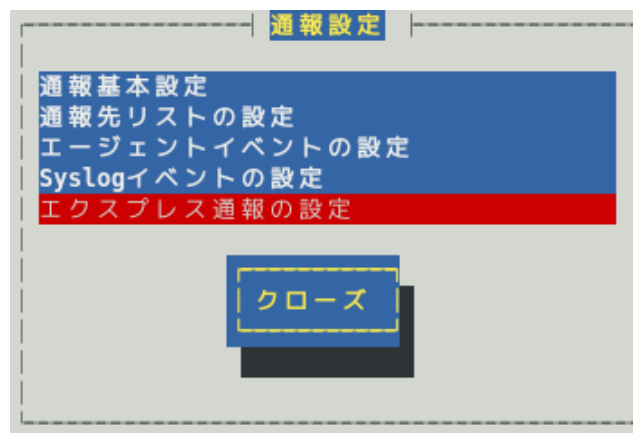 通報設定
通報基本設定
通報先リストの設定
エージェントイベントの設定
Syslogイベントの設定
エクスプレス通報の設定
クローズ